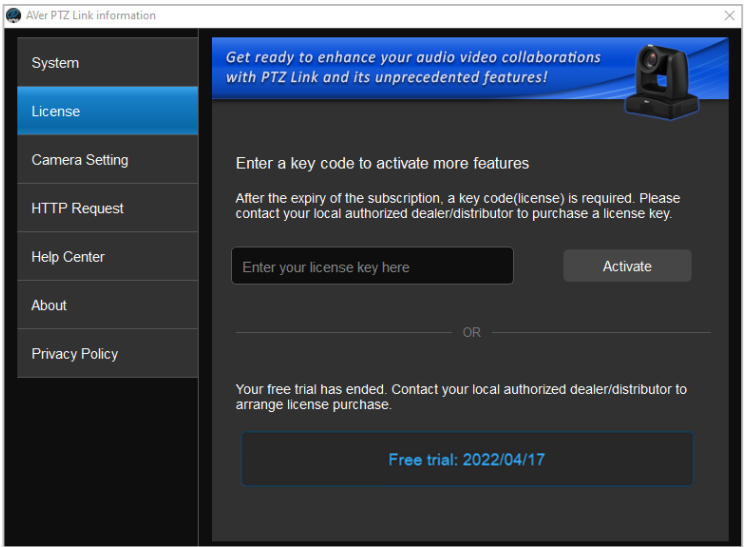 AVer PTZ Link information
System
License
Camera Setting
HTTP Request
Help Center
About
Privacy Policy
Get ready to enhance your audio video collaborations
with PTZ Link and its unprecedented features!
Enter a key code to activate more features
After the expiry of the subscription, a key code(license) is required. Please
contact your local authorized dealer/distributor to purchase a license key.
Enter your license key here
Activate
OR
Your free trial has ended. Contact your local authorized dealer/distributor to
arrange license purchase.
Free trial: 2022/04/17